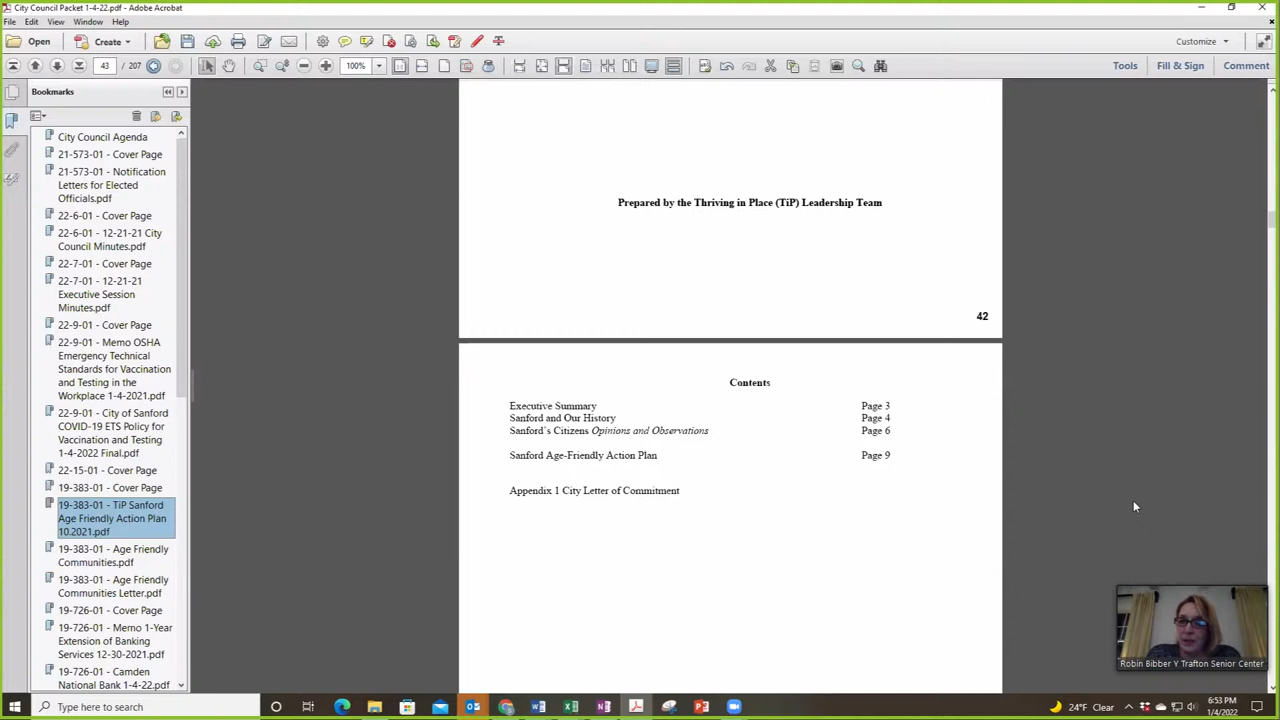 City Council Packet 1-4-22.pdf - Adobe Acrobat
File Edit View Window Help
Open Create Customize
43 / 207 100% Tools Fill & Sign Comment
Bookmarks
City Council Agenda
21-573-01 - Cover Page
21-573-01 - Notification
Letters for Elected
Officials.pdf
22-6-01 - Cover Page
22-6-01 - 12-21-21 City
Council Minutes.pdf
22-7-01 - Cover Page
22-7-01 - 12-21-21
Executive Session
Minutes.pdf
22-9-01 - Cover Page
22-9-01 - Memo OSHA
Emergency Technical
Standards for Vaccination
and Testing in the
Workplace 1-4-2021.pdf
22-9-01 - City of Sanford
COVID-19 ETS Policy for
Vaccination and Testing
1-4-2022 Final.pdf
22-15-01 - Cover Page
19-383-01 - Cover Page
19-383-01 - TiP Sanford
Age Friendly Action Plan
10.2021.pdf
19-383-01 - Age Friendly
Communities.pdf
19-383-01 - Age Friendly
Communities Letter.pdf
19-726-01 - Cover Page
19-726-01 - Memo 1-Year
Extension of Banking
Services 12-30-2021.pdf
19-726-01 - Camden
National Bank 1-4-22.pdf
Prepared by the Thriving in Place (TiP) Leadership Team
42
Contents
Executive Summary Page 3
Sanford and Our History Page 4
Sanford's Citizens Opinions and Observations Page 6
Sanford Age-Friendly Action Plan Page 9
Appendix 1 City Letter of Commitment
Robin Bibber Y Trafton Senior Center
Type here to search
24°F Clear
6:53 PM
1/4/2022